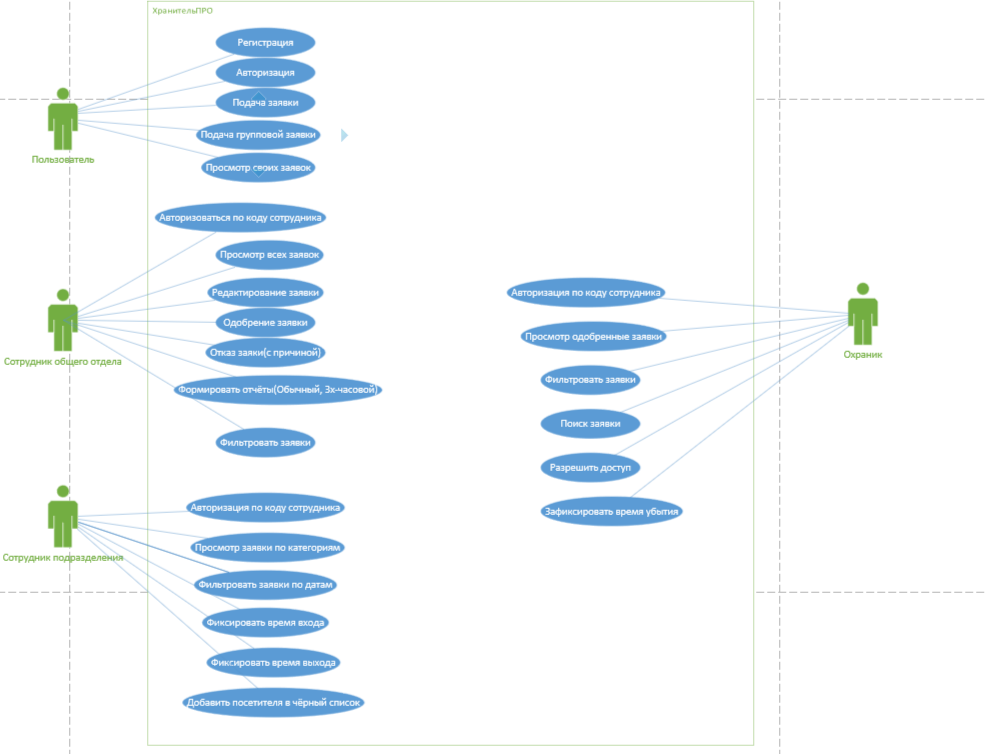 ХранительПРО
Регистрация
Авторизация
Подача заявки
Подача групповой заявки
Просмотр своих заявок
Пользователь
Авторизоваться по коду сотрудника
Просмотр всех заявок
Редактирование заявки
Одобрение заявки
Отказ заяки(с причиной)
Формировать отчёты(Обычный, 3х-часовой)
Фильтровать заявки
Сотрудник общего отдела
Авторизация по коду сотрудника
Просмотр заявки по категориям
Фильтровать заявки по датам
Фиксировать время входа
Фиксировать время выхода
Добавить посетителя в чёрный список
Сотрудник подразделения
Авторизация по коду сотрудника
Просмотр одобренные заявки
Фильтровать заявки
Поиск заявки
Разрешить доступ
Зафиксировать время убытия
Охраник